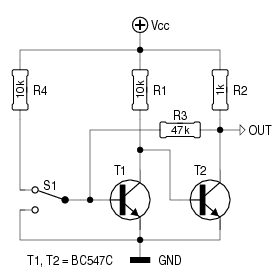 Vcc
10k
R4
10k
R1
1k
R2
R3
47k
OUT
S1
T1
T2
T1, T2 = BC547C
GND